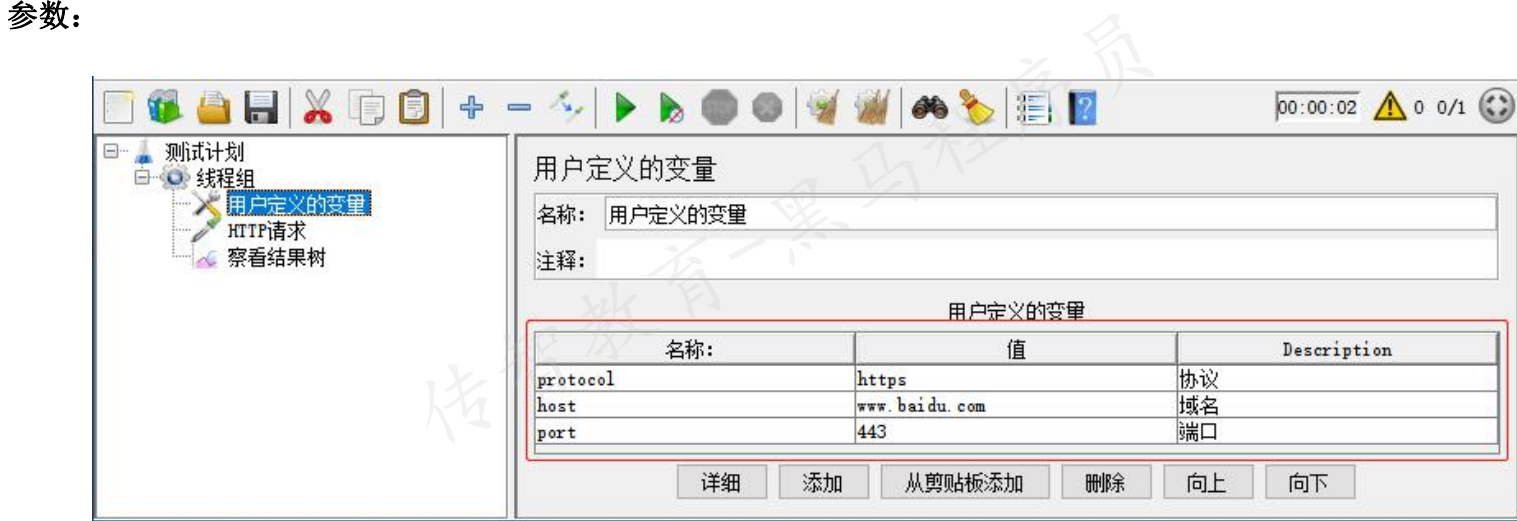 参数：
00:00:02 0 0/1
测试计划
线程组
用户定义的变量
HTTP请求
察看结果树
用户定义的变量
名称： 用户定义的变量
注释：
用户定义的变量
名称： 值 Description
protocol https 协议
host www.baidu.com 域名
port 443 端口
详细 添加 从剪贴板添加 删除 向上 向下
传智教育-黑马程序员